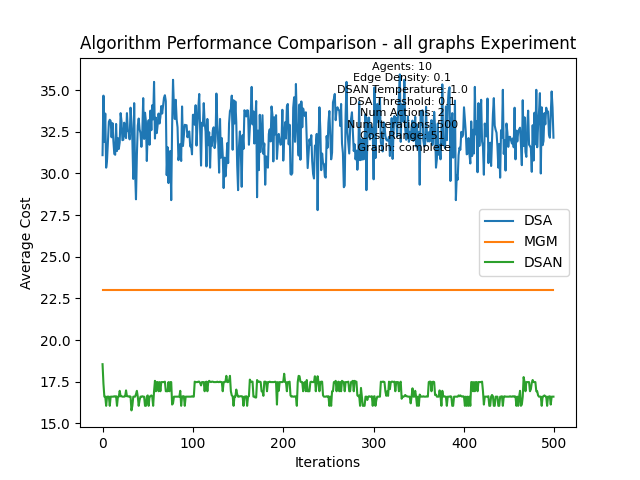 Algorithm Performance Comparison - all graphs Experiment
Agents: 10
Edge Density: 0.1
DSAN Temperature: 1.0
DSA Threshold: 0.1
Num Actions: 2
Num Iterations: 500
Cost Range: 51
Graph: complete
35.0
32.5
30.0
27.5
25.0
22.5
20.0
17.5
15.0
Average Cost
DSA
MGM
DSAN
0 100 200 300 400 500
Iterations